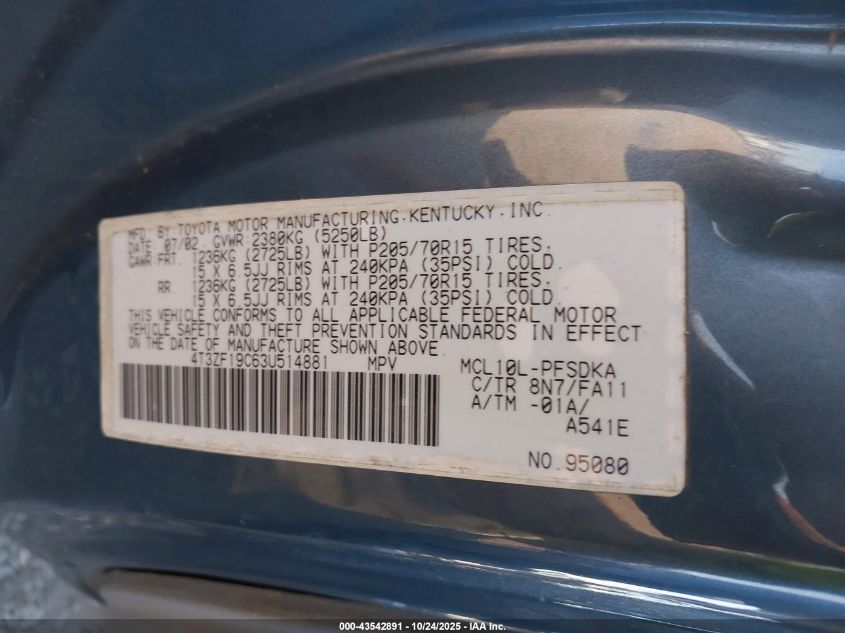 MFD. BY:TOYOTA MOTOR MANUFACTURING.KENTUCKY,INC.
DATE: 07/02 GVWR:2380KG (5250LB)
GAWR:FRT. 1236KG (2725LB) WITH P205/70R15 TIRES.
15 X 6.5JJ RIMS AT 240KPA (35PSI) COLD.
RR 1236KG (2725LB) WITH P205/70R15 TIRES.
15 X 6.5JJ RIMS AT 240KPA (35PSI) COLD.
THIS VEHICLE CONFORMS TO ALL APPLICABLE FEDERAL MOTOR
VEHICLE SAFETY AND THEFT PREVENTION STANDARDS IN EFFECT
ON THE DATE OF MANUFACTURE SHOWN ABOVE.
4T3ZF19C63U514881 MPV MCL10L-PFSDKA
C/TR 8N7/FA11
A/TM -01A/
A541E
NO.95080
000-43542891 - 10/24/2025 - IAA Inc.